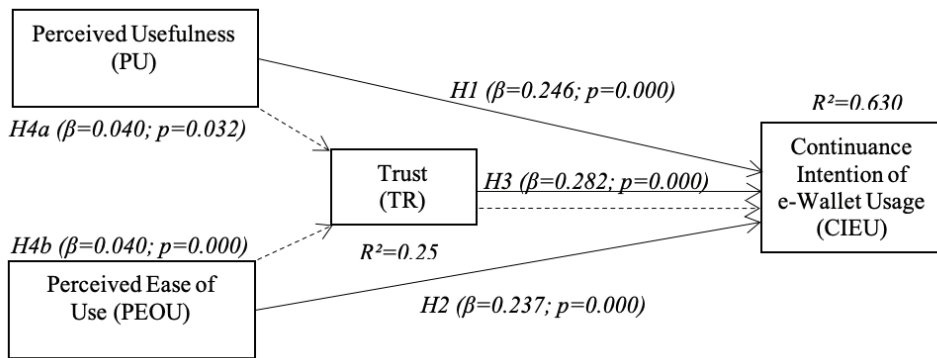 Perceived Usefulness
(PU)
H1 (β=0.246; p=0.000)
R²=0.630
H4a (β=0.040; p=0.032)
Continuance
Intention of
e-Wallet Usage
(CIEU)
Trust
(TR)
H3 (β=0.282; p=0.000)
H4b (β=0.040; p=0.000)
R²=0.25
Perceived Ease of
Use (PEOU)
H2 (β=0.237; p=0.000)